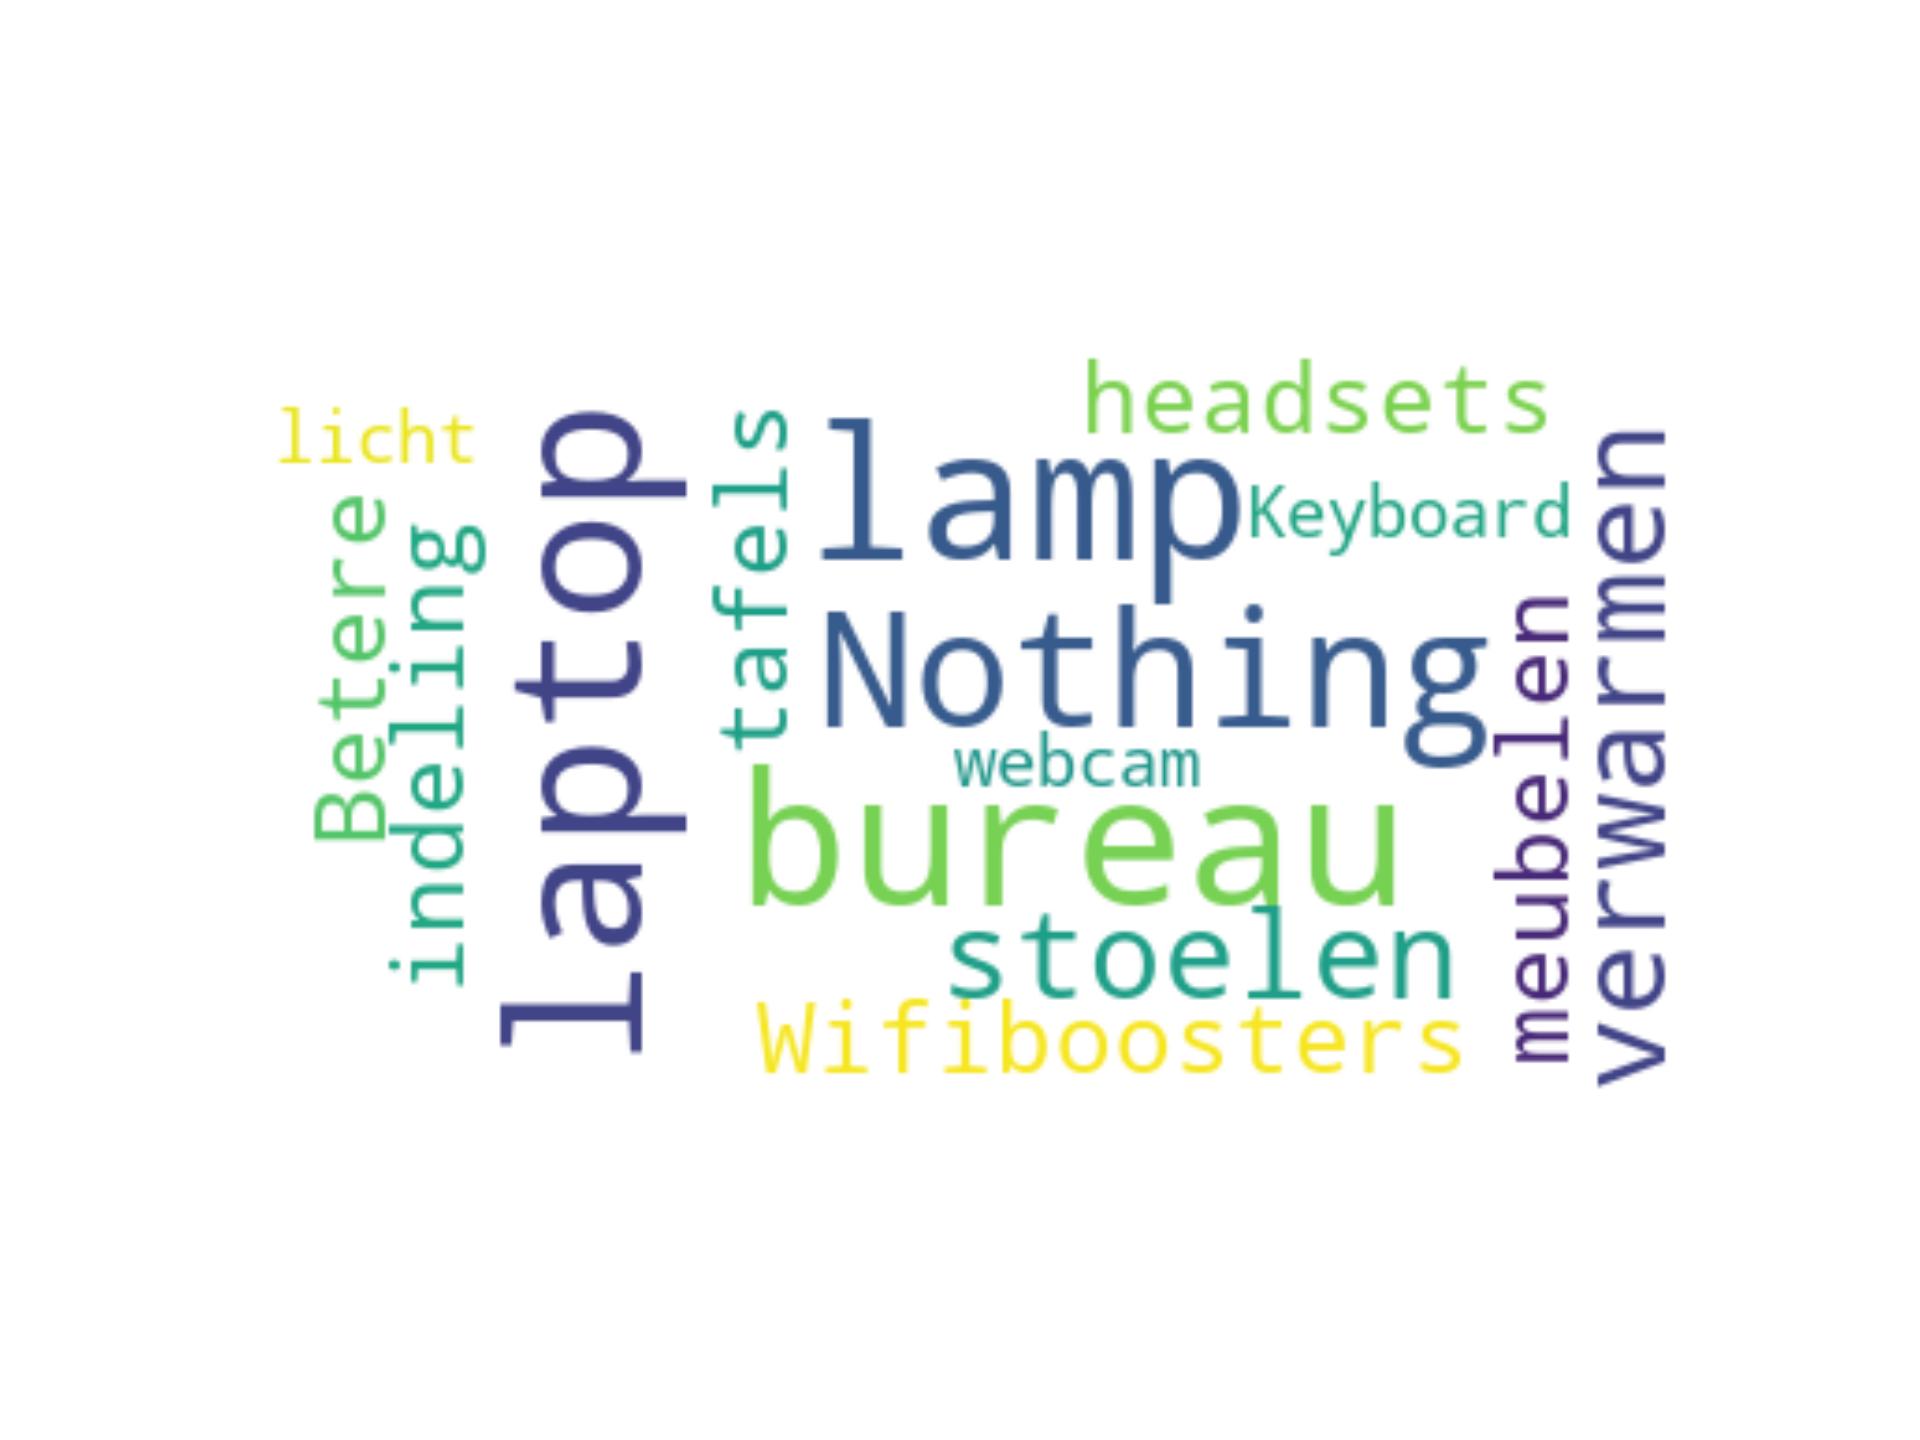 headsets
licht
lamp
Keyboard
Betere
indeling
laptop
tafels
Nothing
webcam
bureau
stoelen
Wifiboosters
meubelen
verwarmen